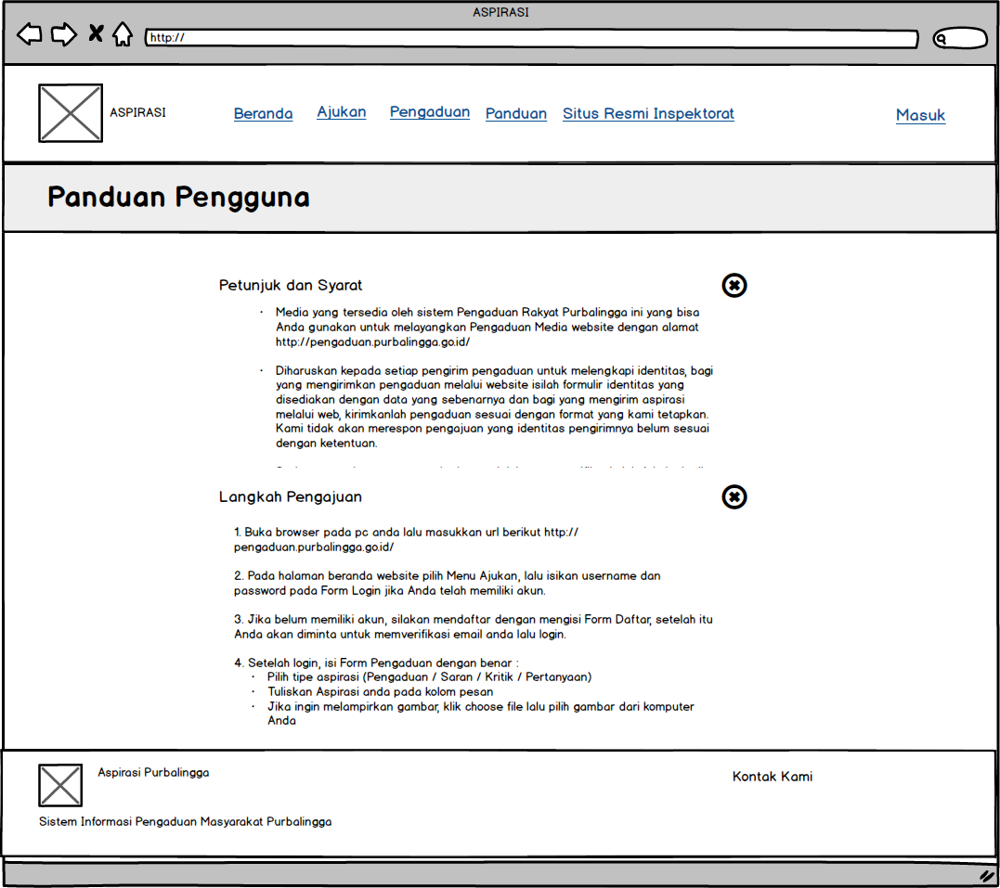 ASPIRASI
http://
ASPIRASI
Beranda
Ajukan
Pengaduan
Panduan
Situs Resmi Inspektorat
Masuk
Panduan Pengguna
Petunjuk dan Syarat
· Media yang tersedia oleh sistem Pengaduan Rakyat Purbalingga ini yang bisa
Anda gunakan untuk melayangkan Pengaduan Media website dengan alamat
http://pengaduan.purbalingga.go.id/
· Diharuskan kepada setiap pengirim pengaduan untuk melengkapi identitas, bagi
yang mengirimkan pengaduan melalui website isilah formulir identitas yang
disediakan dengan data yang sebenarnya dan bagi yang mengirim aspirasi
melalui web, kirimkanlah pengaduan sesuai dengan format yang kami tetapkan.
Kami tidak akan merespon pengajuan yang identitas pengirimnya belum sesuai
dengan ketentuan.
Langkah Pengajuan
1. Buka browser pada pc anda lalu masukkan url berikut http://
pengaduan.purbalingga.go.id/
2. Pada halaman beranda website pilih Menu Ajukan, lalu isikan username dan
password pada Form Login jika Anda telah memiliki akun.
3. Jika belum memiliki akun, silakan mendaftar dengan mengisi Form Daftar, setelah itu
Anda akan diminta untuk memverifikasi email anda lalu login.
4. Setelah login, isi Form Pengaduan dengan benar :
· Pilih tipe aspirasi (Pengaduan / Saran / Kritik / Pertanyaan)
· Tuliskan Aspirasi anda pada kolom pesan
· Jika ingin melampirkan gambar, klik choose file lalu pilih gambar dari komputer
Anda
Aspirasi Purbalingga
Kontak Kami
Sistem Informasi Pengaduan Masyarakat Purbalingga